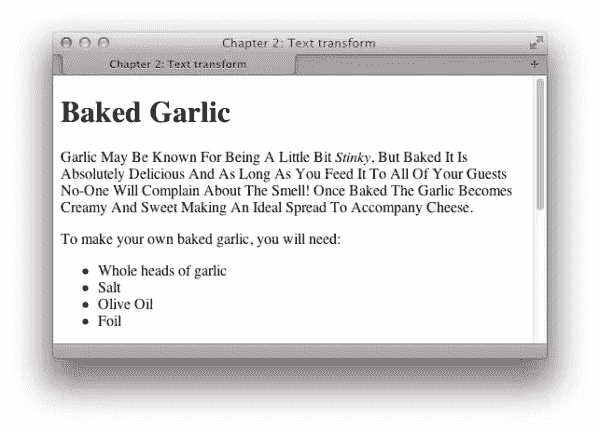 Chapter 2: Text transform
Chapter 2: Text transform
Baked Garlic
Garlic May Be Known For Being A Little Bit Stinky, But Baked It Is
Absolutely Delicious And As Long As You Feed It To All Of Your Guests
No-One Will Complain About The Smell! Once Baked The Garlic Becomes
Creamy And Sweet Making An Ideal Spread To Accompany Cheese.
To make your own baked garlic, you will need:
• Whole heads of garlic
• Salt
• Olive Oil
• Foil